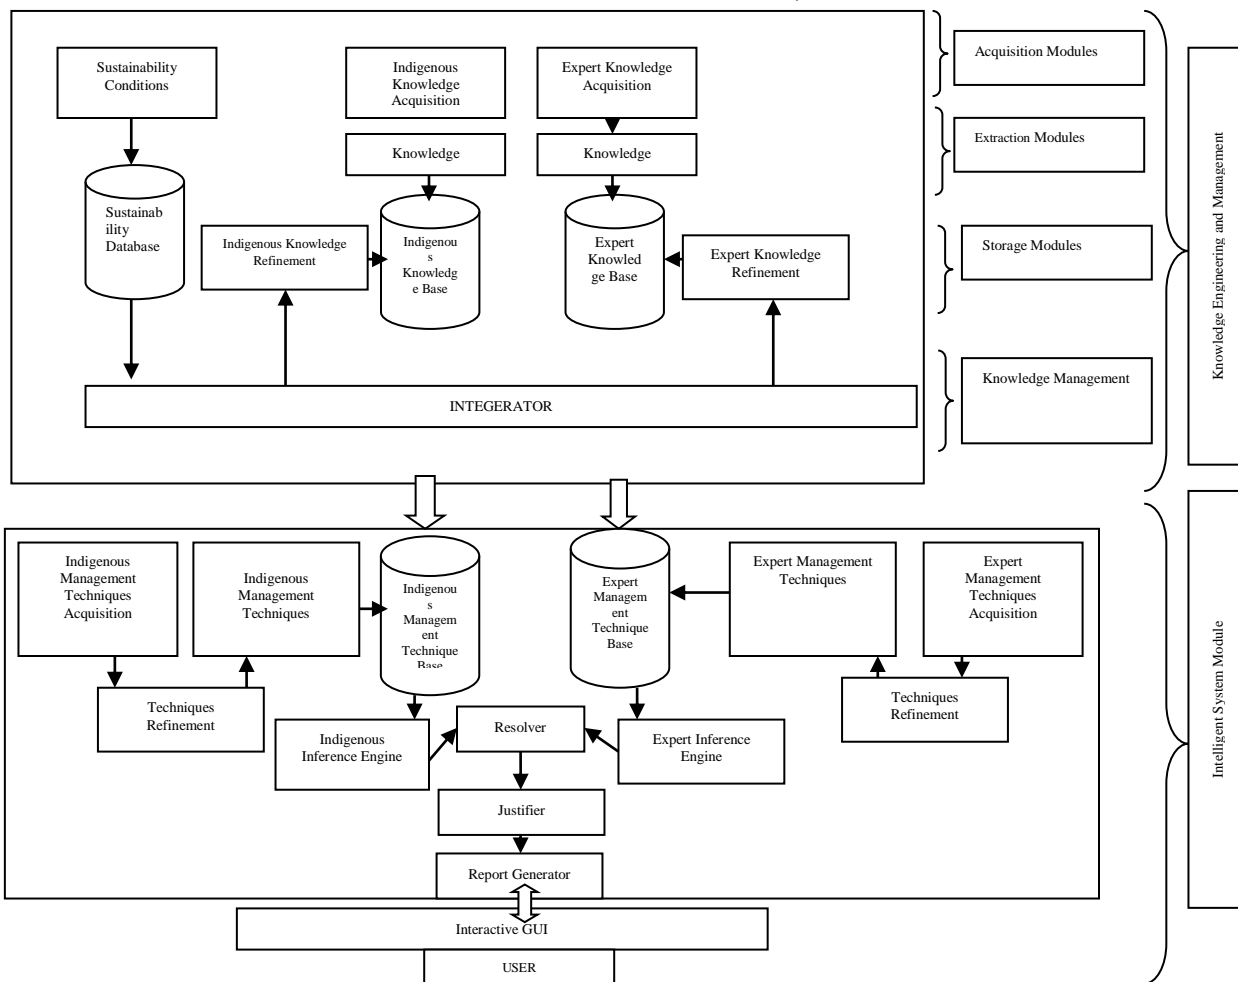 Sustainability
Conditions
Indigenous
Knowledge
Acquisition
Expert Knowledge
Acquisition
Acquisition Modules
Knowledge
Knowledge
Extraction Modules
Sustainab
ility
Database
Indigenous Knowledge
Refinement
Indigenou
s
Knowledg
e Base
Expert
Knowled
ge Base
Expert Knowledge
Refinement
Storage Modules
Knowledge Management
INTEGERATOR
Knowledge Engineering and Management
Indigenous
Management
Techniques
Acquisition
Indigenous
Management
Techniques
Indigenou
s
Managem
ent
Technique
Base
Expert
Managem
ent
Technique
Base
Expert Management
Techniques
Expert
Management
Techniques
Acquisition
Techniques
Refinement
Techniques
Refinement
Indigenous
Inference Engine
Resolver
Expert Inference
Engine
Justifier
Report Generator
Interactive GUI
USER
Intelligent System Module